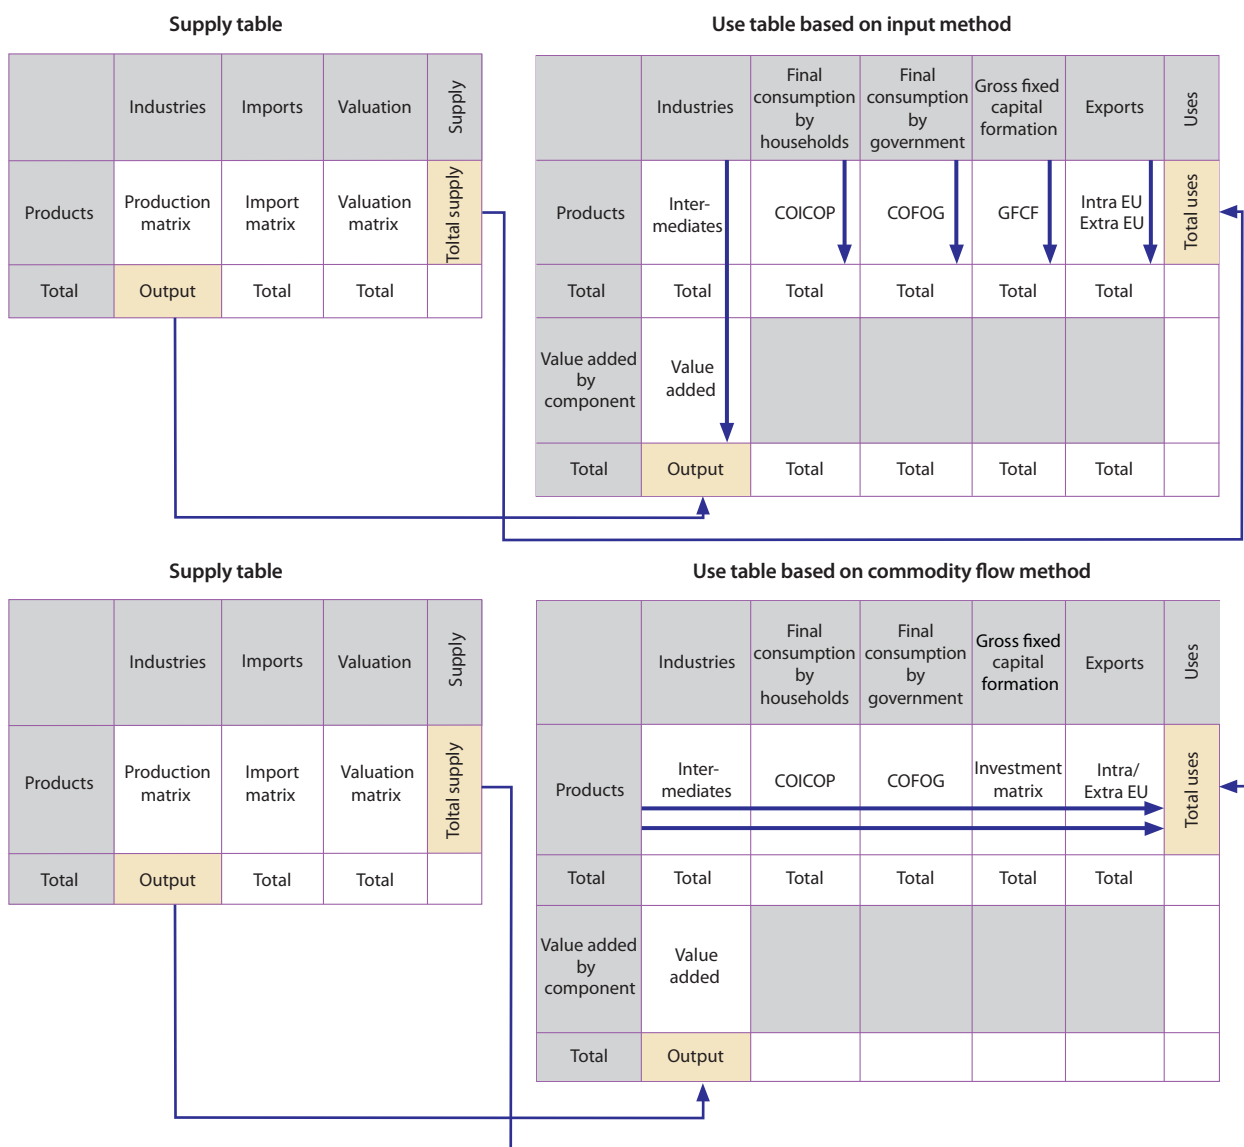 Supply table
Use table based on input method
Industries
Imports
Valuation
Supply
Products
Production
matrix
Import
matrix
Valuation
matrix
Toltal supply
Total
Output
Total
Total
Industries
Final
consumption
by
households
Final
consumption
by
government
Gross fixed
capital
formation
Exports
Uses
Products
Inter-
mediates
COICOP
COFOG
GFCF
Intra EU
Extra EU
Total uses
Total
Total
Total
Total
Total
Total
Value added
by
component
Value
added
Total
Output
Total
Total
Total
Total
Supply table
Use table based on commodity flow method
Industries
Imports
Valuation
Supply
Products
Production
matrix
Import
matrix
Valuation
matrix
Toltal supply
Total
Output
Total
Total
Industries
Final
consumption
by
households
Final
consumption
by
government
Gross fixed
capital
formation
Exports
Uses
Products
Inter-
mediates
COICOP
COFOG
Investment
matrix
Intra/
Extra EU
Total uses
Total
Total
Total
Total
Total
Total
Value added
by
component
Value
added
Total
Output